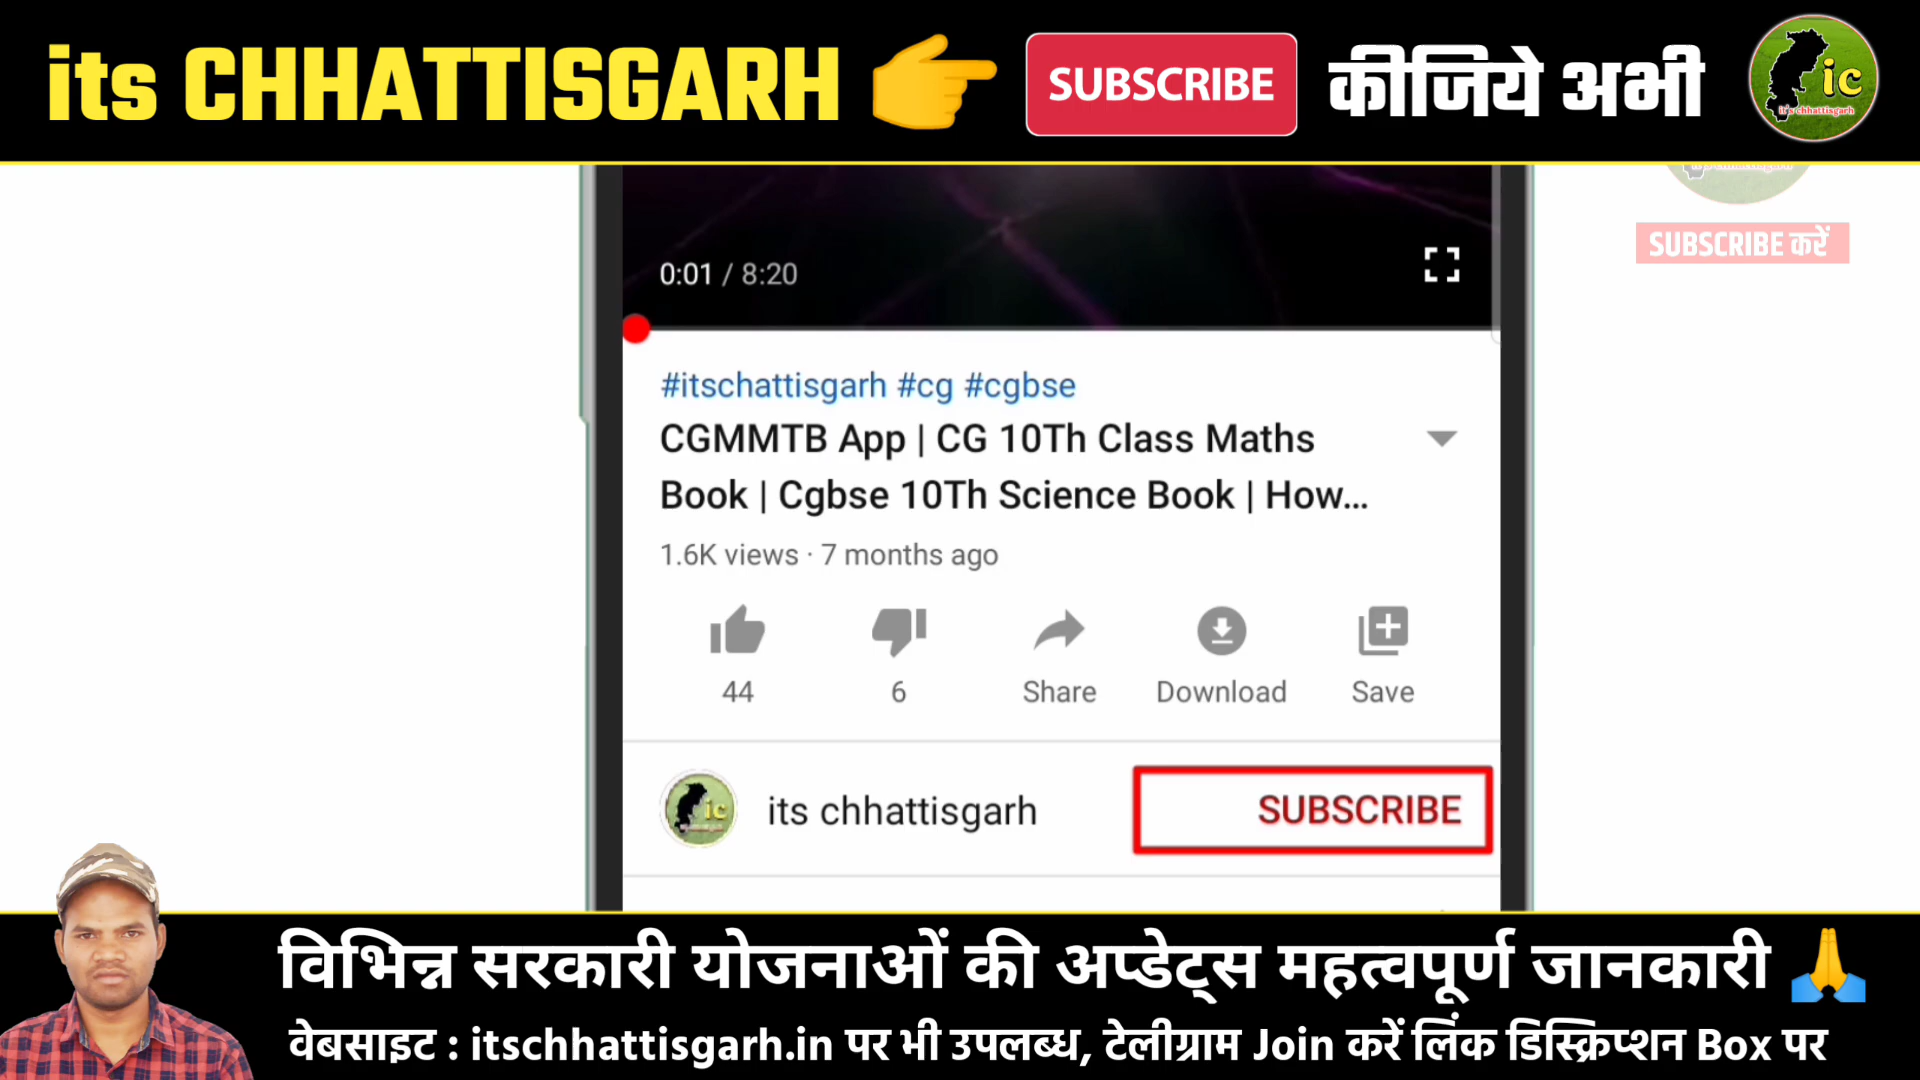 its CHHATTISGARH SUBSCRIBE कीजिये अभी
ic
it's chhattisgarh
SUBSCRIBE करें
0:01 / 8:20
#itschattisgarh #cg #cgbse
CGMMTB App | CG 10Th Class Maths
Book | Cgbse 10Th Science Book | How...
1.6K views · 7 months ago
44 6 Share Download Save
ic
its chhattisgarh SUBSCRIBE
विभिन्न सरकारी योजनाओं की अप्डेट्स महत्वपूर्ण जानकारी
वेबसाइट : itschhattisgarh.in पर भी उपलब्ध, टेलीग्राम Join करें लिंक डिस्क्रिप्शन Box पर